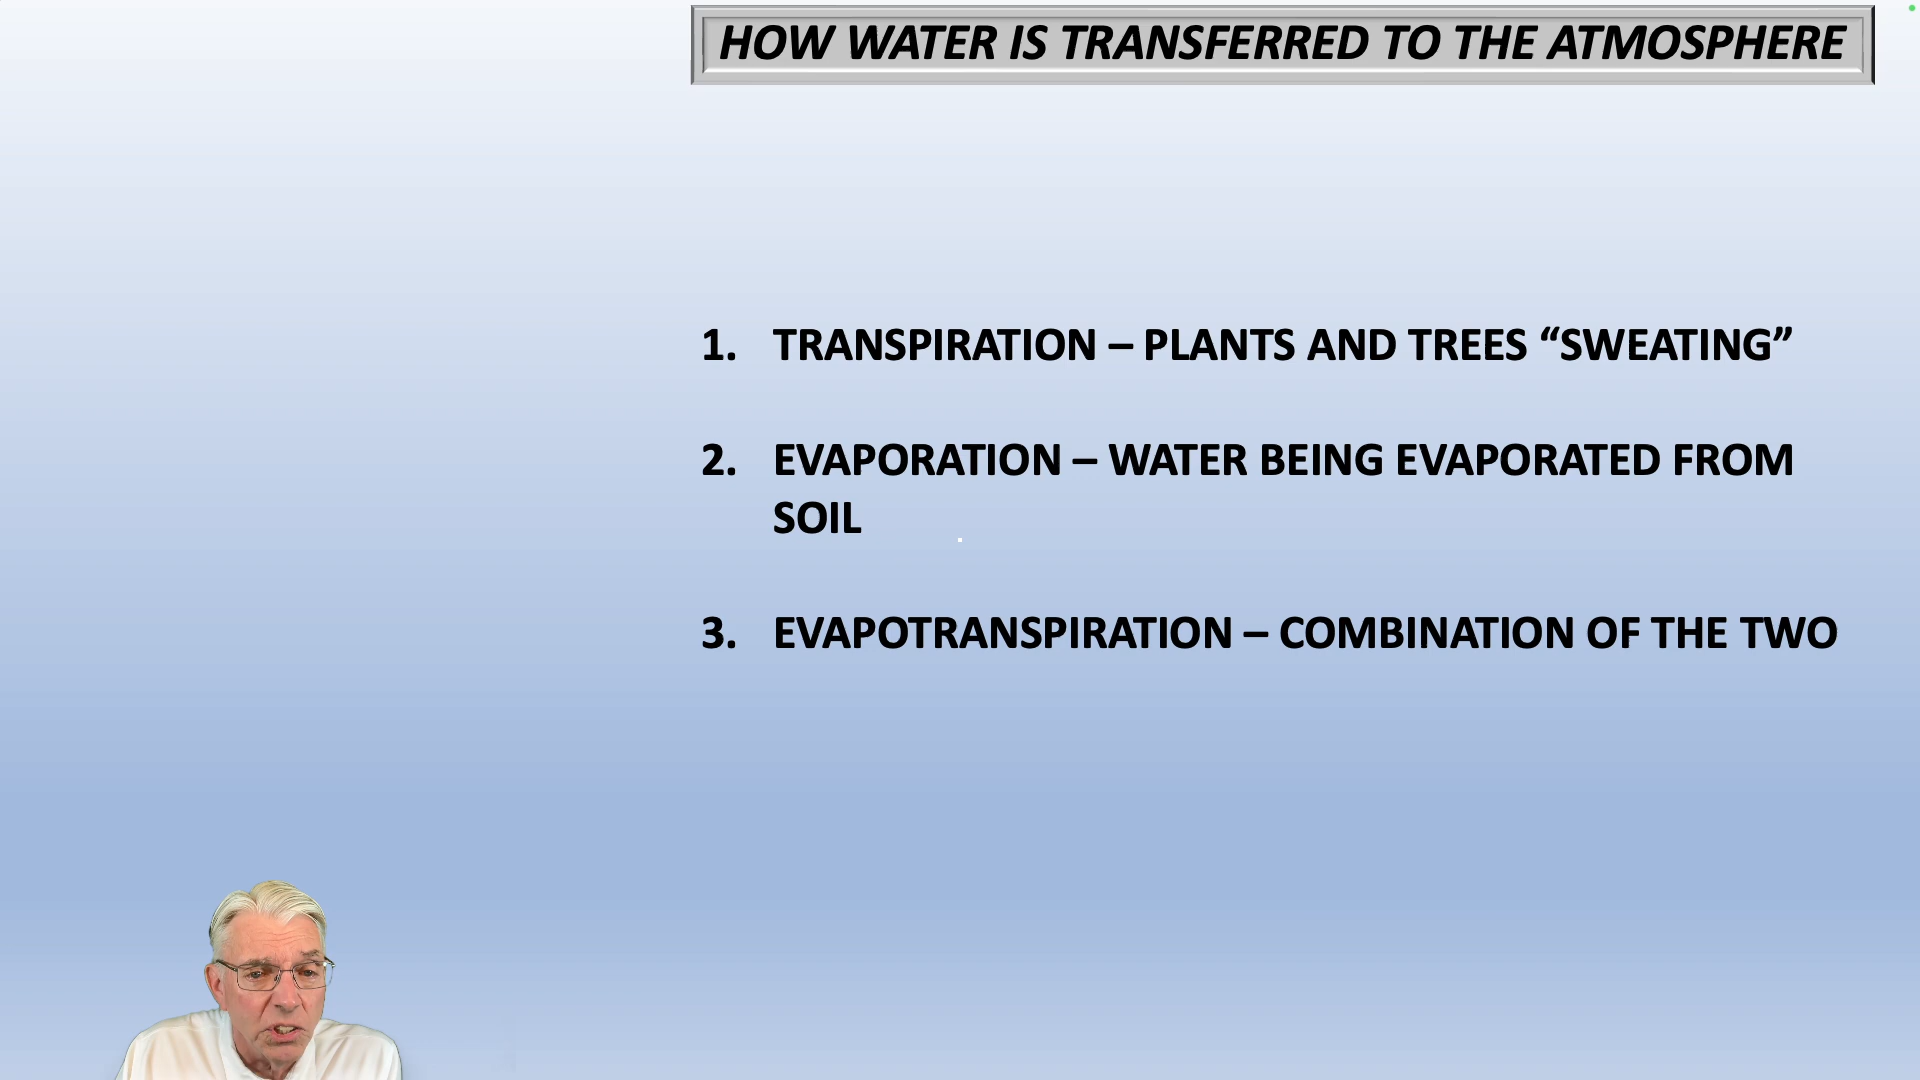 HOW WATER IS TRANSFERRED TO THE ATMOSPHERE
1. TRANSPIRATION – PLANTS AND TREES “SWEATING”
2. EVAPORATION – WATER BEING EVAPORATED FROM
SOIL
3. EVAPOTRANSPIRATION – COMBINATION OF THE TWO